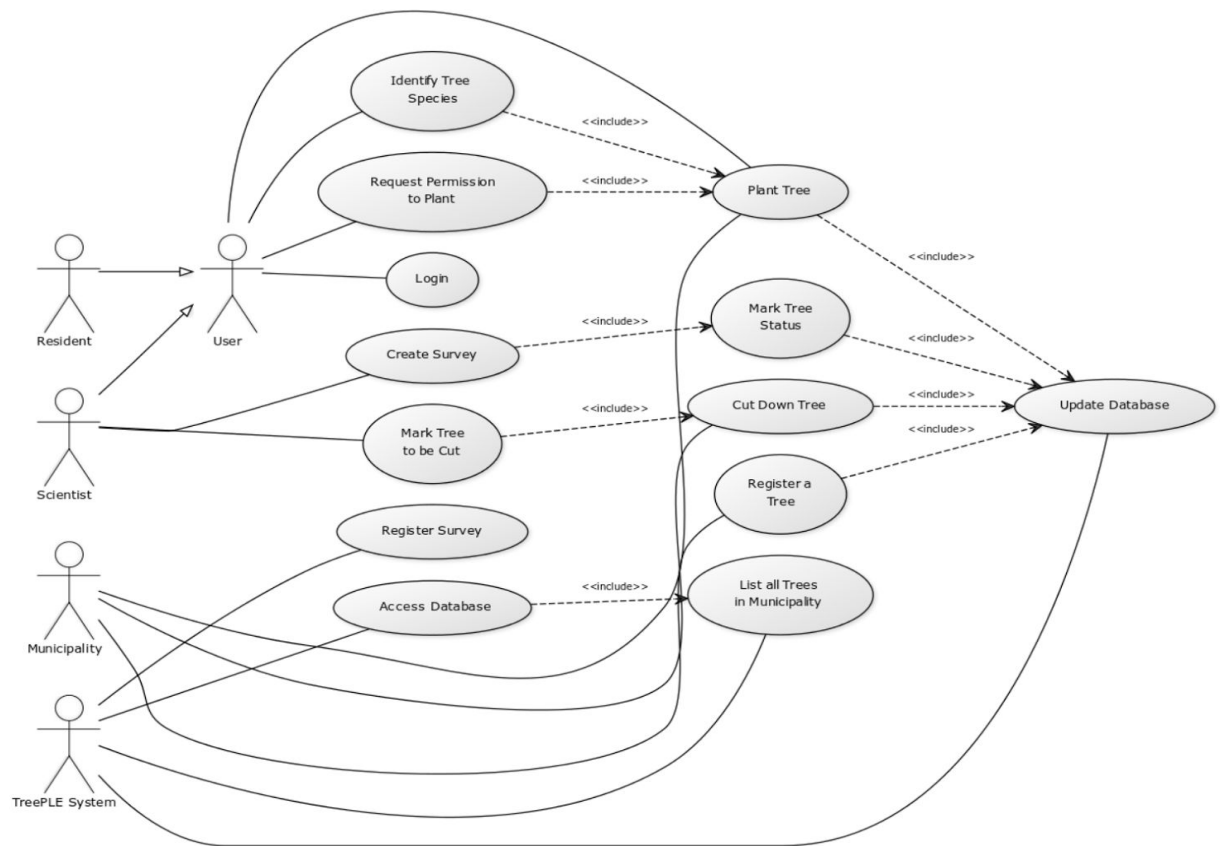 Identify Tree
Species
<<include>>
Request Permission
to Plant
<<include>>
Plant Tree
<<include>>
Login
Resident
User
Mark Tree
Status
<<include>>
Create Survey
<<include>>
<<include>>
Cut Down Tree
<<include>>
Update Database
Mark Tree
to be Cut
<<include>>
Scientist
Register a
Tree
Register Survey
<<include>>
Access Database
List all Trees
in Municipality
Municipality
TreePLE System